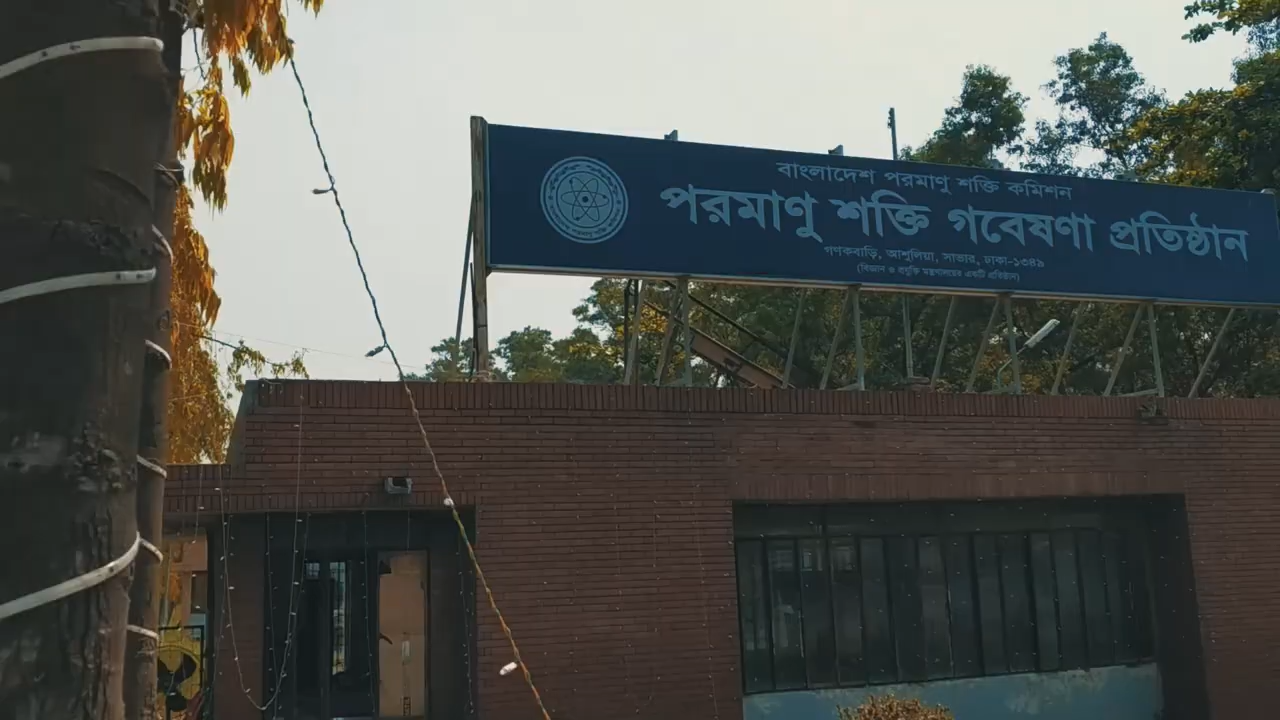 বাংলাদেশ পরমাণু শক্তি কমিশন
পরমাণু শক্তি গবেষণা প্রতিষ্ঠান
গণকবাড়ি, আশুলিয়া, সাভার, ঢাকা-১৩৪৯
(বিজ্ঞান ও প্রযুক্তি মন্ত্রণালয়ের একটি প্রতিষ্ঠান)